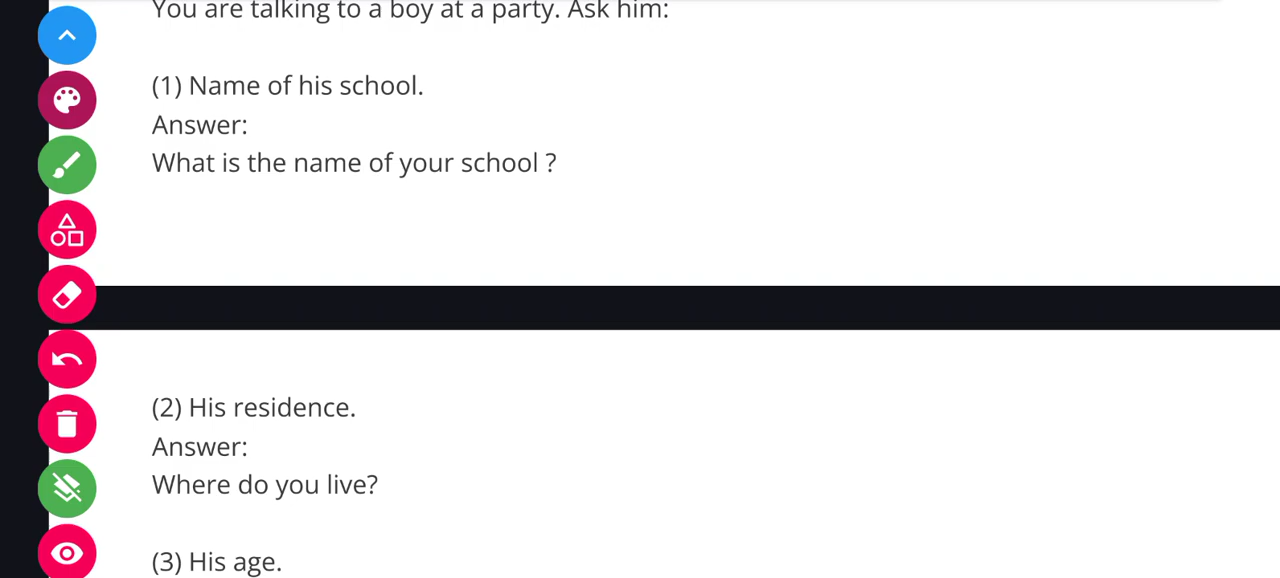 You are talking to a boy at a party. Ask him:
(1) Name of his school.
Answer:
What is the name of your school ?
(2) His residence.
Answer:
Where do you live?
(3) His age.